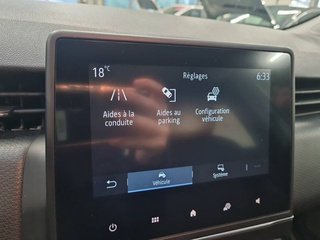 18°C
Réglages
6:33
Aides à la
conduite
Aides au
parking
Configuration
véhicule
Véhicule
Système